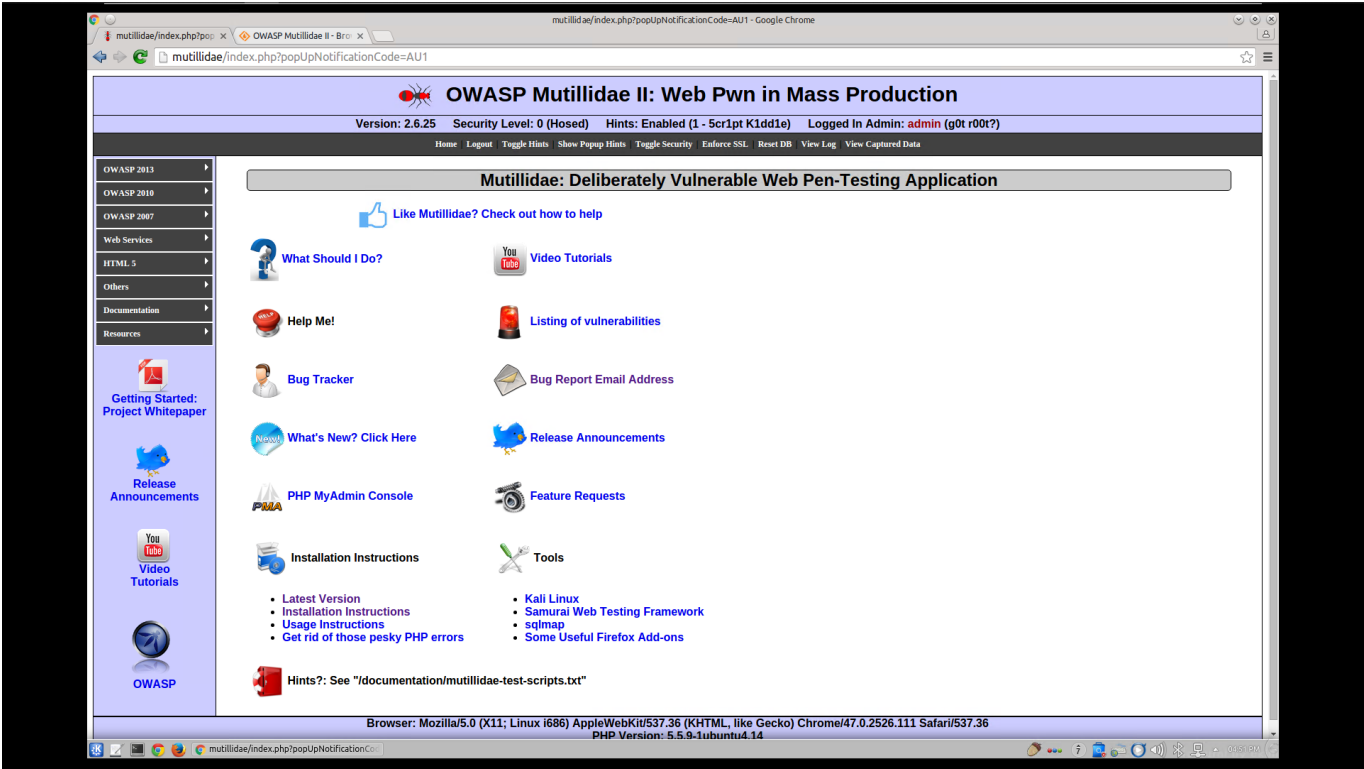 mutillidae/index.php?popUpNotificationCode=AU1 - Google Chrome
mutillidae/index.php?pop
OWASP Mutillidae II - Bro
mutillidae/index.php?popUpNotificationCode=AU1
OWASP Mutillidae II: Web Pwn in Mass Production
Version: 2.6.25 Security Level: 0 (Hosed) Hints: Enabled (1 - 5cr1pt K1dd1e) Logged In Admin: admin (g0t r00t?)
Home Logout Toggle Hints Show Popup Hints Toggle Security Enforce SSL Reset DB View Log View Captured Data
OWASP 2013
OWASP 2010
OWASP 2007
Web Services
HTML 5
Others
Documentation
Resources
Getting Started:
Project Whitepaper
Release
Announcements
You
Tube
Video
Tutorials
OWASP
Mutillidae: Deliberately Vulnerable Web Pen-Testing Application
Like Mutillidae? Check out how to help
What Should I Do?
You
Tube
Video Tutorials
HELP
Help Me!
Listing of vulnerabilities
Bug Tracker
Bug Report Email Address
New!
What's New? Click Here
Release Announcements
PMA
PHP MyAdmin Console
Feature Requests
Installation Instructions
Tools
Latest Version
Installation Instructions
Usage Instructions
Get rid of those pesky PHP errors
Kali Linux
Samurai Web Testing Framework
sqlmap
Some Useful Firefox Add-ons
Hints?: See "/documentation/mutillidae-test-scripts.txt"
Browser: Mozilla/5.0 (X11; Linux i686) AppleWebKit/537.36 (KHTML, like Gecko) Chrome/47.0.2526.111 Safari/537.36
PHP Version: 5.5.9-1ubuntu4.14
mutillidae/index.php?popUpNotificationCo